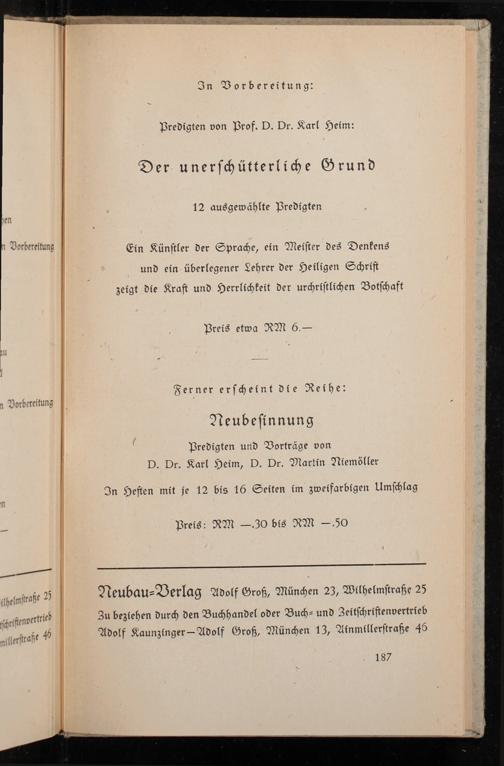 In Vorbereitung:
Predigten von Prof. D. Dr. Karl Heim:
Der unerschütterliche Grund
12 ausgewählte Predigten
Ein Künstler der Sprache, ein Meister des Denkens
und ein überlegener Lehrer der Heiligen Schrift
zeigt die Kraft und Herrlichkeit der urchristlichen Botschaft
Preis etwa RM 6.—
Ferner erscheint die Reihe:
Neubesinnung
Predigten und Vorträge von
D. Dr. Karl Heim, D. Dr. Martin Niemöller
In Heften mit je 12 bis 16 Seiten im zweifarbigen Umschlag
Preis: RM —.30 bis RM —.50
Neubau-Verlag Adolf Groß, München 23, Wilhelmstraße 25
Zu beziehen durch den Buchhandel oder Buch- und Zeitschriftenvertrieb
Adolf Kaunzinger—Adolf Groß, München 13, Ainmillerstraße 46
187